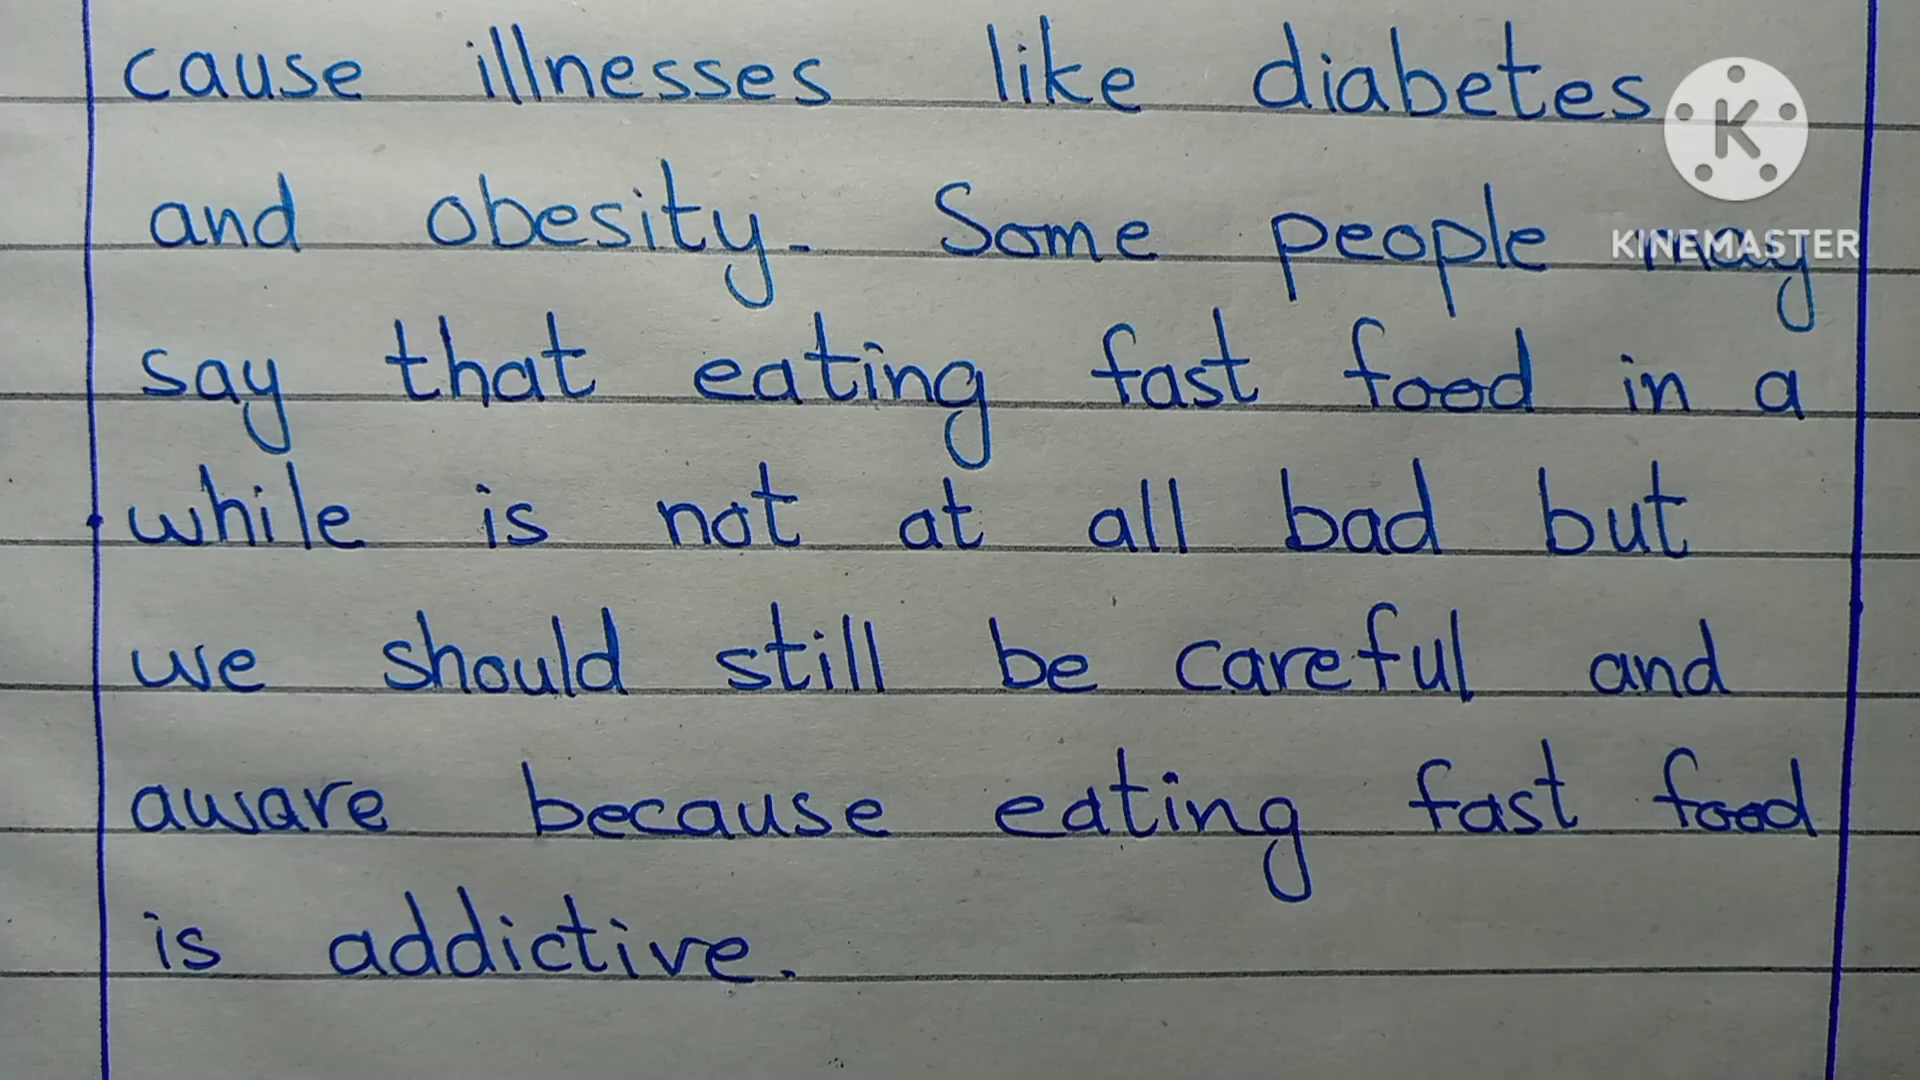 cause illnesses like diabetes
and obesity. Some people may
say that eating fast food in a
while is not at all bad but
we should still be careful and
aware because eating fast food
is addictive.
K
KINEMASTER